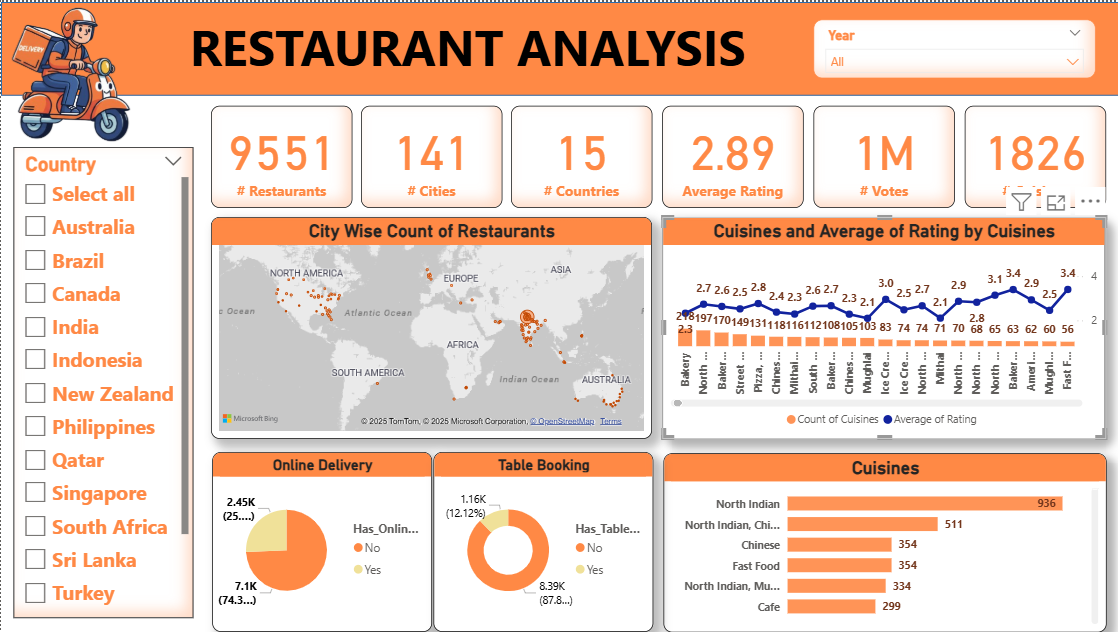 DELIVERY
RESTAURANT ANALYSIS
Year
All
Country
Select all
Australia
Brazil
Canada
India
Indonesia
New Zealand
Philippines
Qatar
Singapore
South Africa
Sri Lanka
Turkey
9551
# Restaurants
141
# Cities
15
# Countries
2.89
Average Rating
1M
# Votes
1826
City Wise Count of Restaurants
NORTH AMERICA
EUROPE
ASIA
c Ocean
Atlantic Ocean
Pacific Oc
AFRICA
SOUTH AMERICA
Indian Ocean
AUSTRALIA
Microsoft Bing
© 2025 TomTom, © 2025 Microsoft Corporation, © OpenStreetMap Terms
Cuisines and Average of Rating by Cuisines
2.3 2.7 2.6 2.5 2.8 2.4 2.3 2.6 2.7 2.3 2.1 3.0 2.5 2.7 2.1 2.9 2.8 3.1 3.4 2.9 2.5 3.4
218 197 170 149 131 118 116 112 108 105 103 83 74 74 71 70 68 65 63 62 60 56
4
2
Bakery
North ...
Baker...
Street ...
Pizza, ...
Chines...
Mithai...
South ...
Baker...
Chines...
Mughlai
Ice Cre...
Ice Cre...
North ...
Mithai
North ...
North ...
North ...
Baker...
Ameri...
Mughl...
Fast F...
Count of Cuisines Average of Rating
Online Delivery
2.45K
(25....)
7.1K
(74.3...)
Has_Onlin...
No
Yes
Table Booking
1.16K
(12.12%)
8.39K
(87.8...)
Has_Table...
No
Yes
Cuisines
North Indian 936
North Indian, Chi... 511
Chinese 354
Fast Food 354
North Indian, Mu... 334
Cafe 299